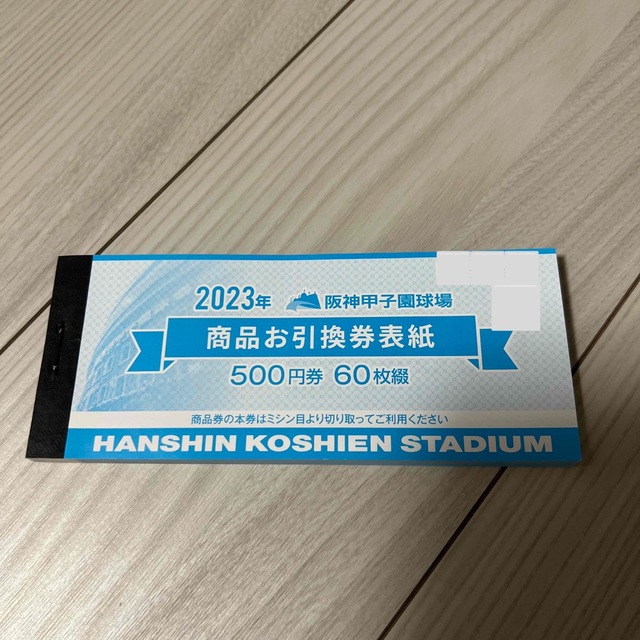 2023年 阪神甲子園球場
商品お引換券表紙
500円券 60枚綴
商品券の本券はミシン目より切り取ってご利用ください
HANSHIN KOSHIEN STADIUM